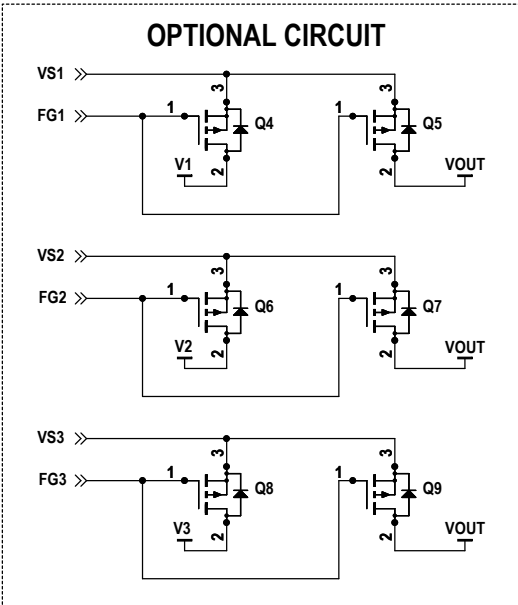 OPTIONAL CIRCUIT
VS1
3 3
FG1 1 Q4 1 Q5
V1 2 2 VOUT
VS2
3 3
FG2 1 Q6 1 Q7
V2 2 2 VOUT
VS3
3 3
FG3 1 Q8 1 Q9
V3 2 2 VOUT